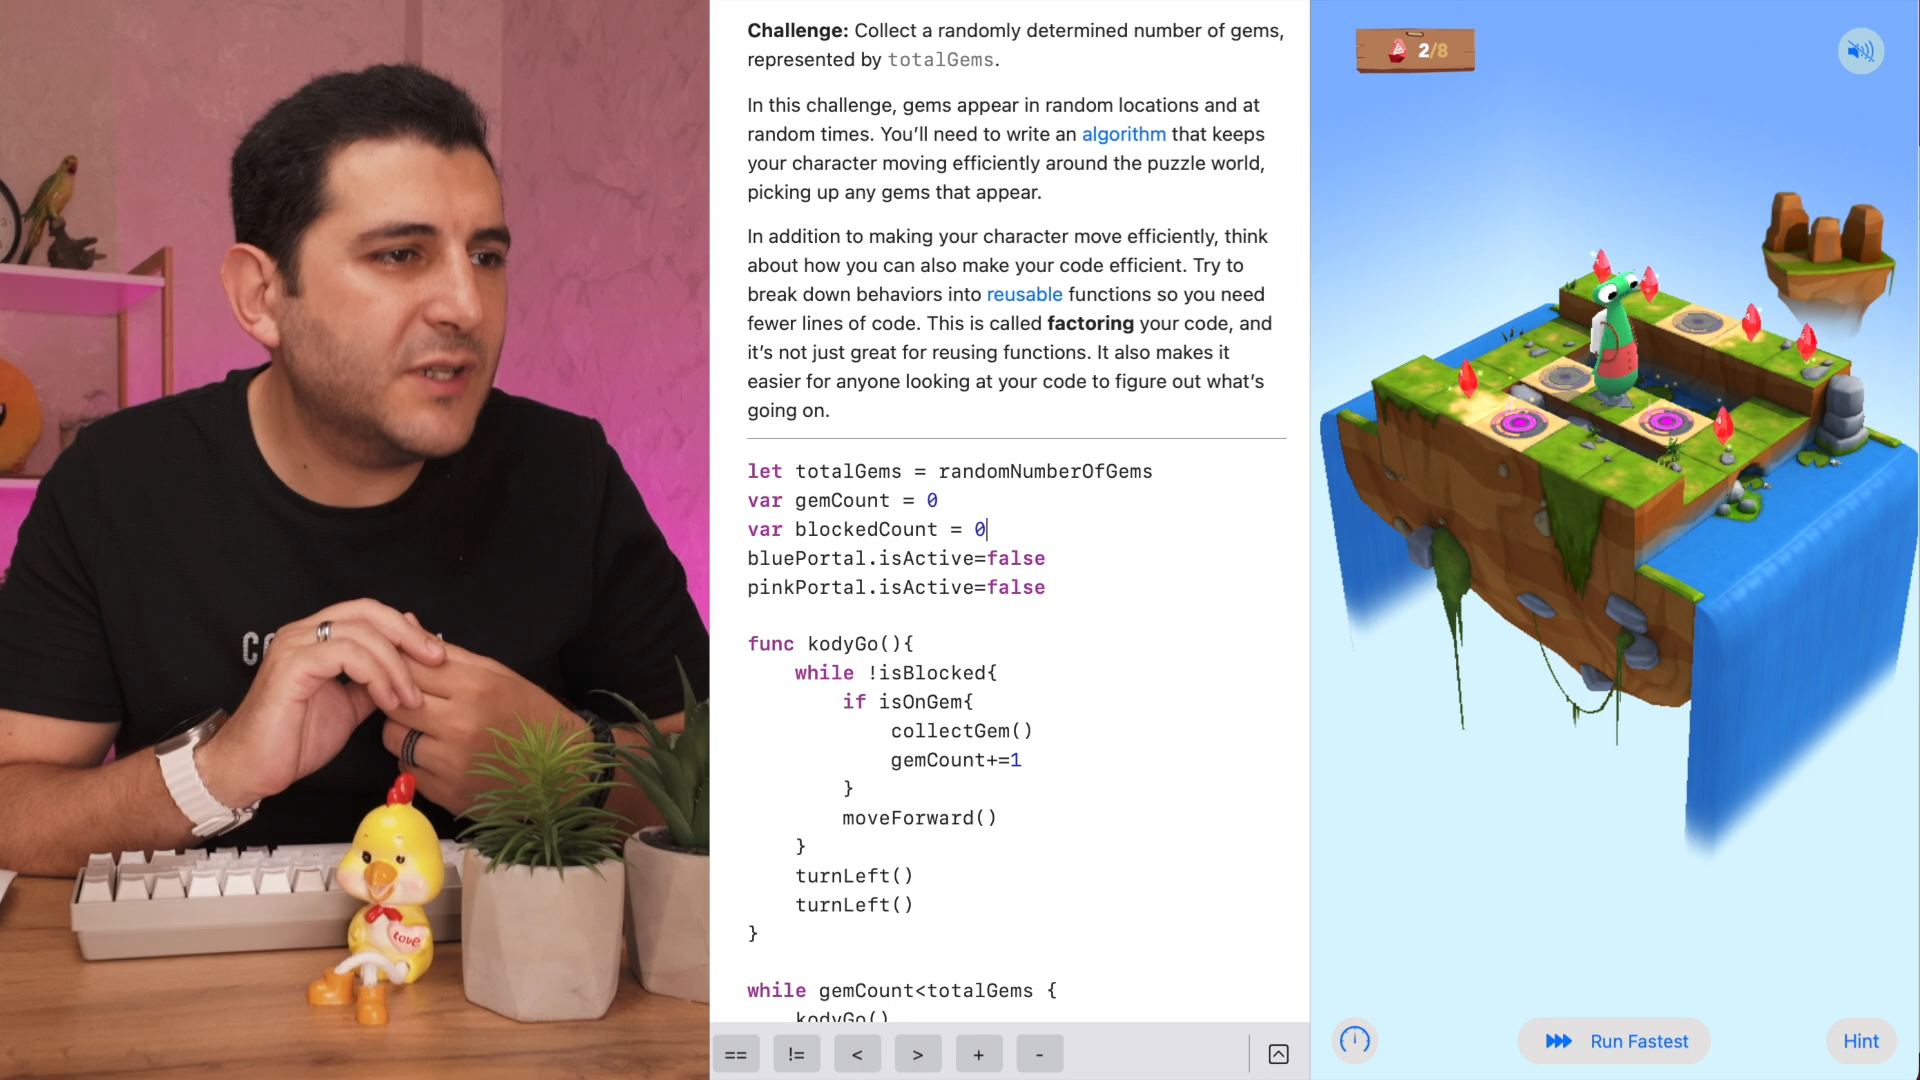 Challenge: Collect a randomly determined number of gems,
represented by totalGems.
In this challenge, gems appear in random locations and at
random times. You’ll need to write an algorithm that keeps
your character moving efficiently around the puzzle world,
picking up any gems that appear.
In addition to making your character move efficiently, think
about how you can also make your code efficient. Try to
break down behaviors into reusable functions so you need
fewer lines of code. This is called factoring your code, and
it’s not just great for reusing functions. It also makes it
easier for anyone looking at your code to figure out what’s
going on.
let totalGems = randomNumberOfGems
var gemCount = 0
var blockedCount = 0
bluePortal.isActive=false
pinkPortal.isActive=false
func kodyGo(){
while !isBlocked{
if isOnGem{
collectGem()
gemCount+=1
}
moveForward()
}
turnLeft()
turnLeft()
}
while gemCount<totalGems {
kodyGo()
== != < > + -
2/8
Run Fastest
Hint
Love